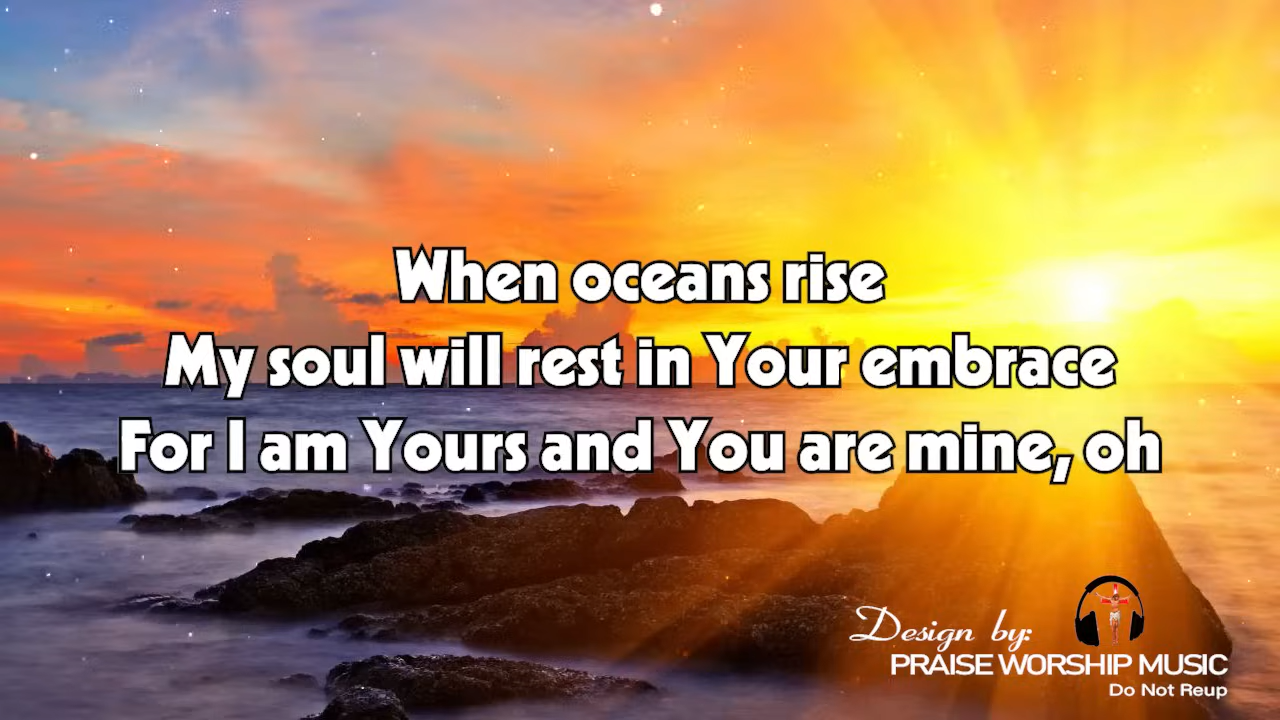 When oceans rise
My soul will rest in Your embrace
For I am Yours and You are mine, oh
Design by:
PRAISE WORSHIP MUSIC
Do Not Reup